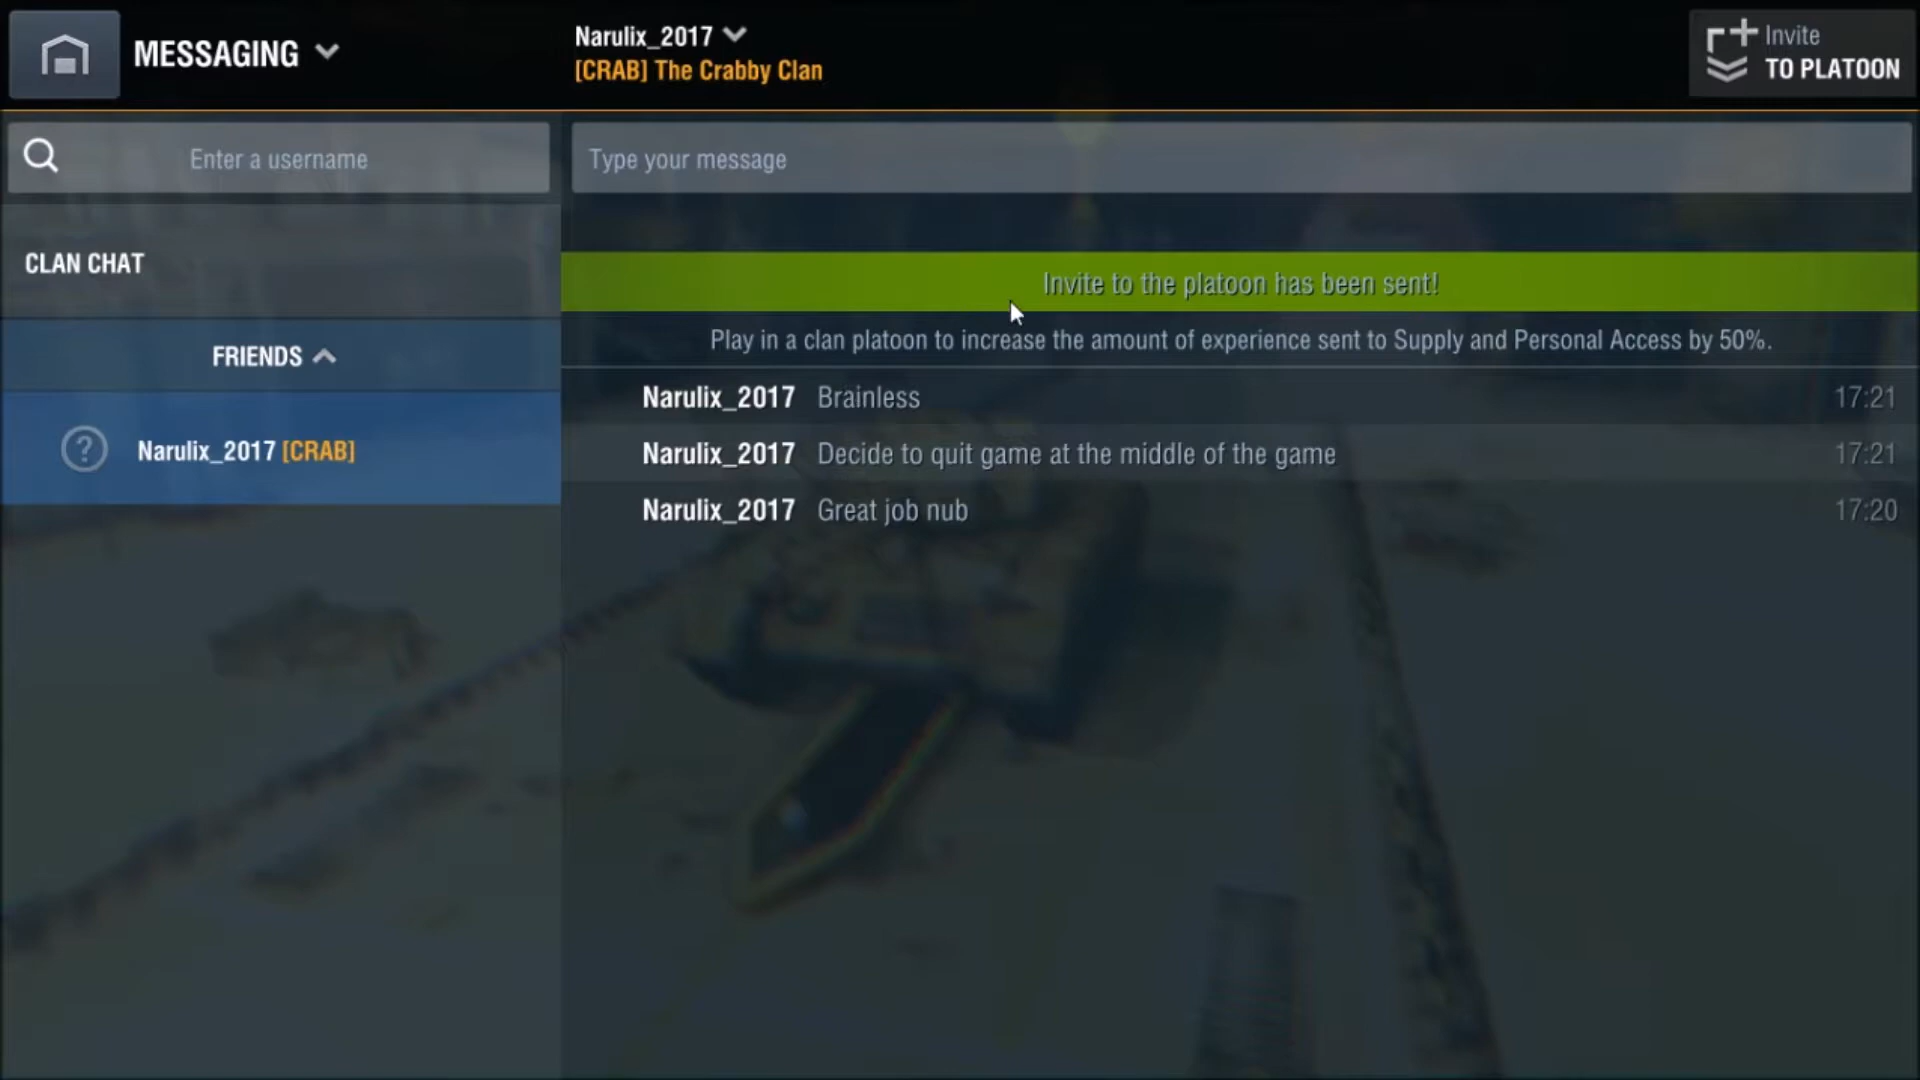 MESSAGING
Narulix_2017
[CRAB] The Crabby Clan
Invite
TO PLATOON
Enter a username
Type your message
CLAN CHAT
Invite to the platoon has been sent!
Play in a clan platoon to increase the amount of experience sent to Supply and Personal Access by 50%.
FRIENDS
Narulix_2017 [CRAB]
Narulix_2017 Brainless 17:21
Narulix_2017 Decide to quit game at the middle of the game 17:21
Narulix_2017 Great job nub 17:20